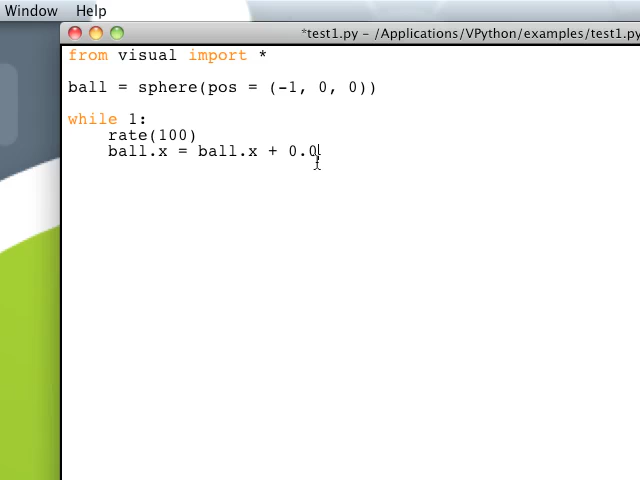 Window Help
*test1.py – /Applications/VPython/examples/test1.py
from visual import *
ball = sphere(pos = (-1, 0, 0))
while 1:
rate(100)
ball.x = ball.x + 0.0